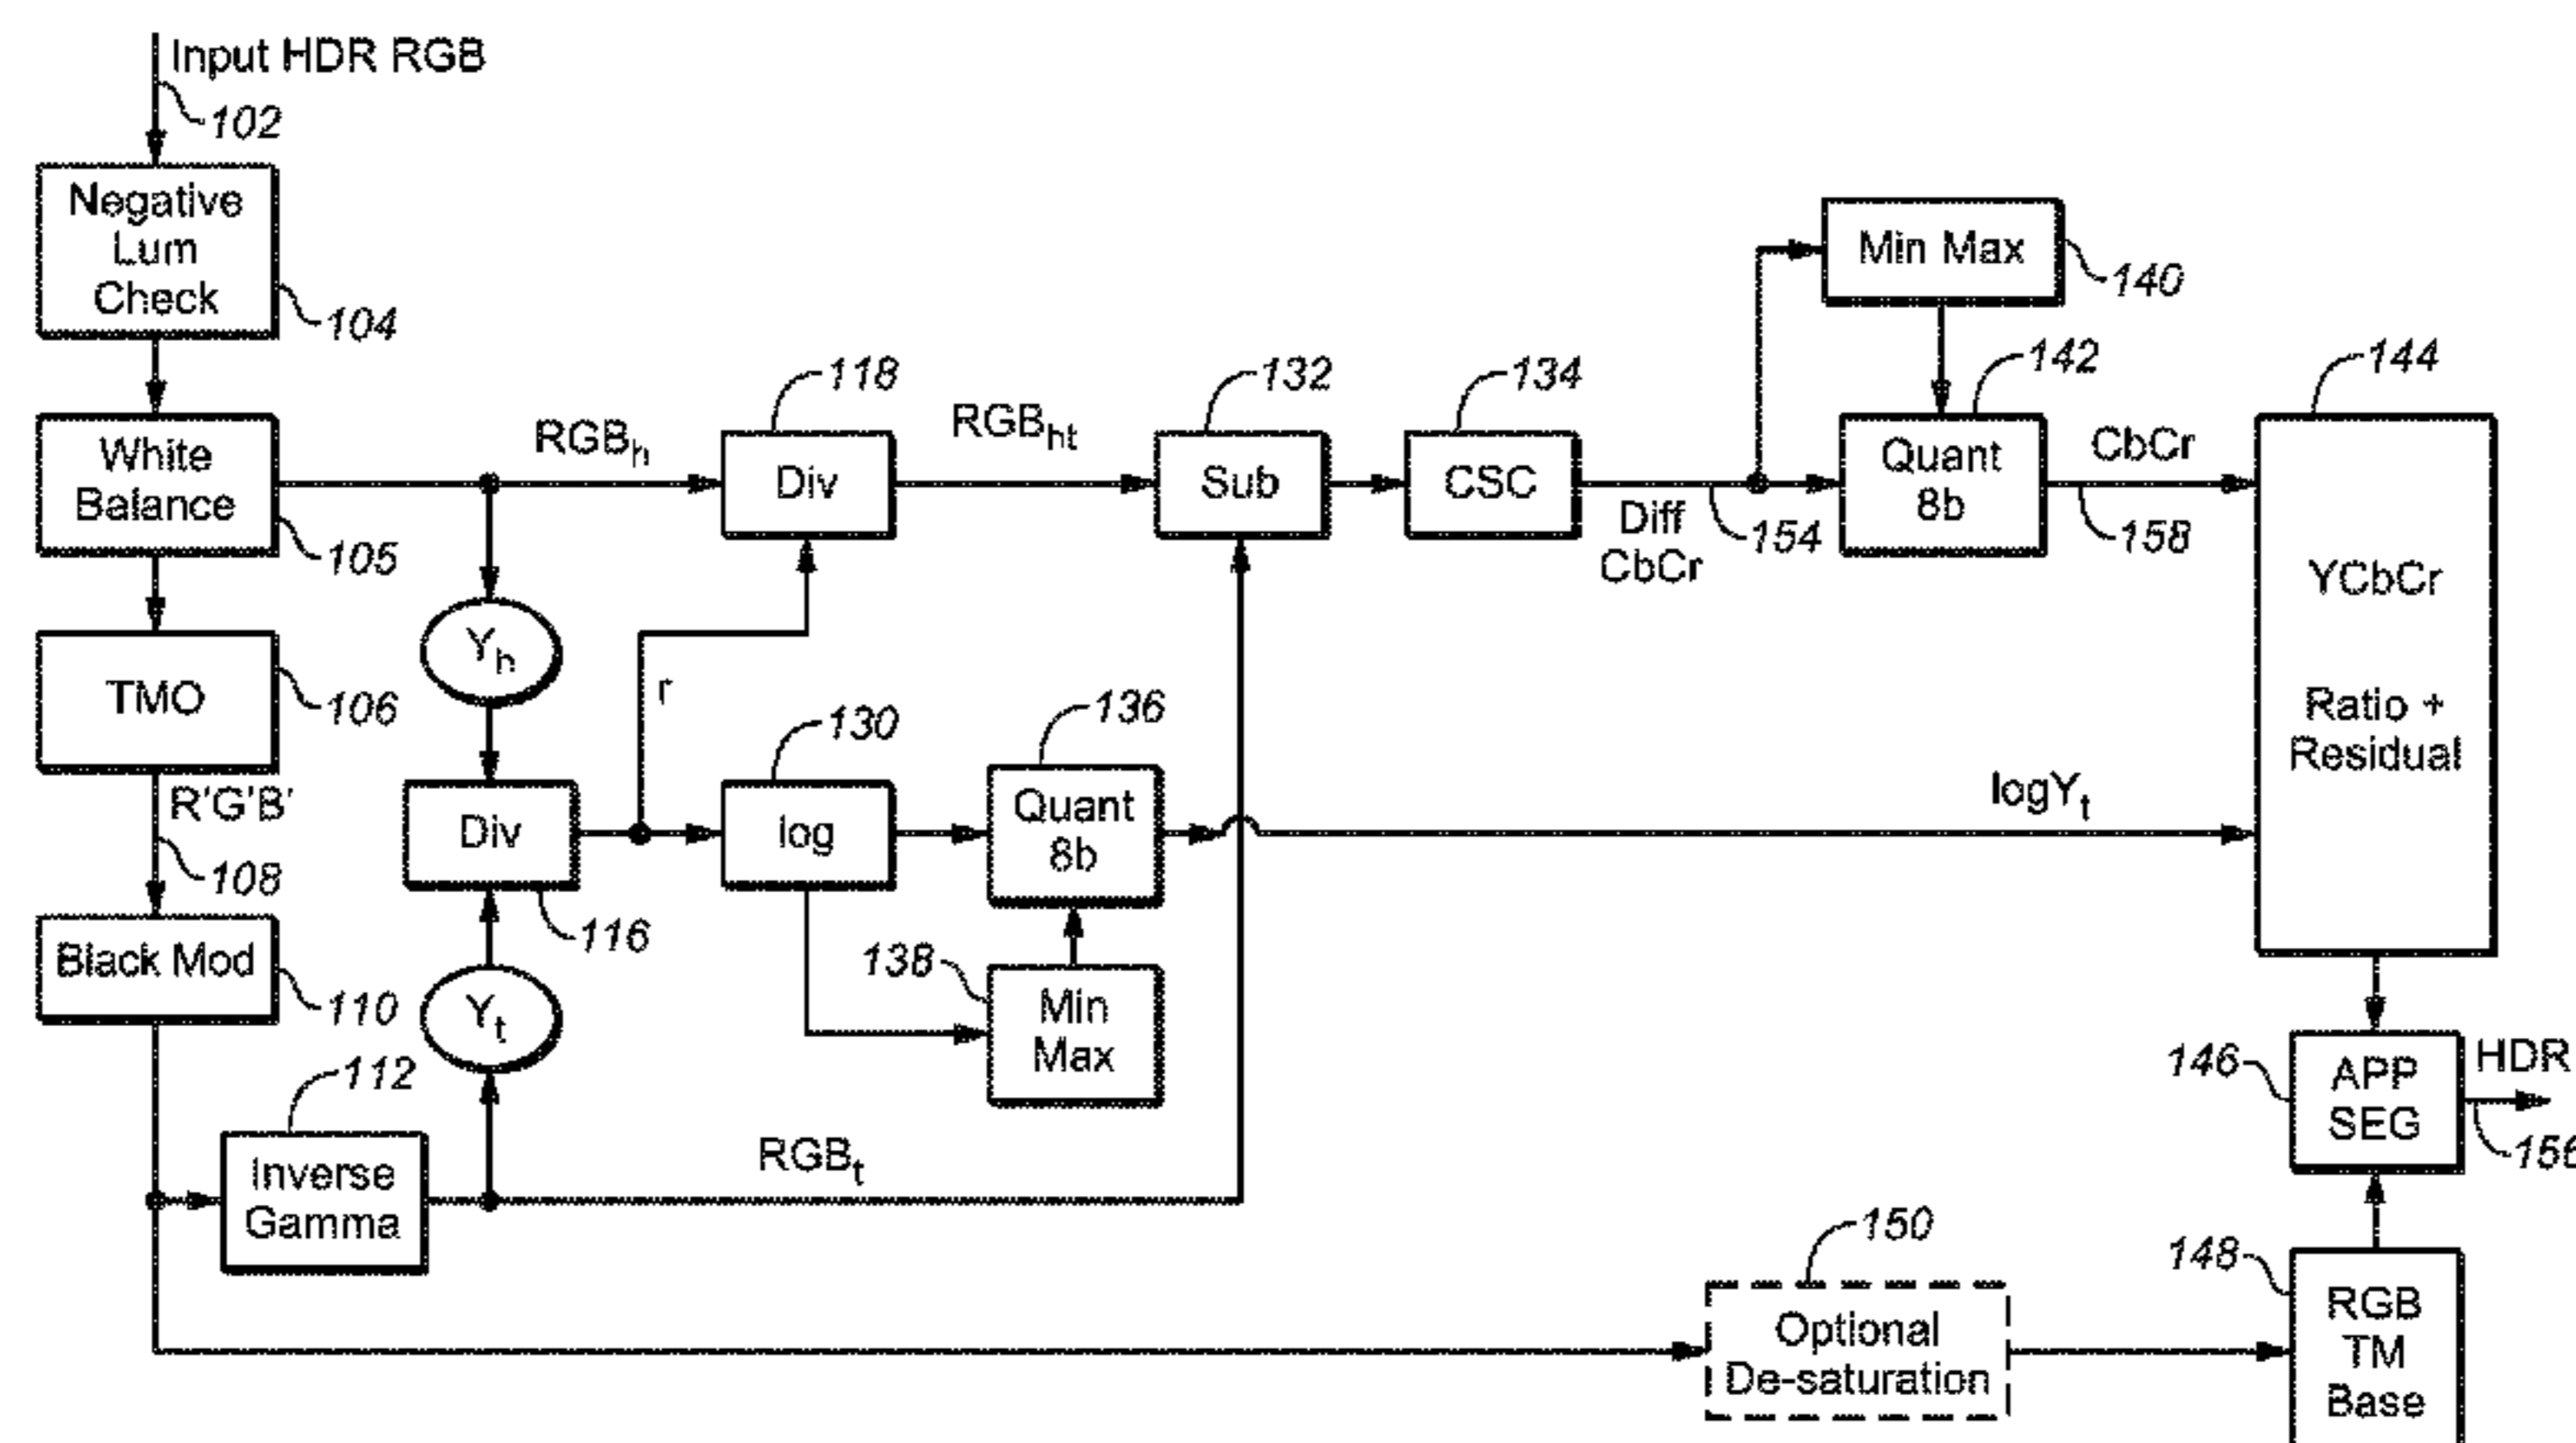 Input HDR RGB
102
Negative
Lum
Check
104
White
Balance
105
TMO
106
R'G'B'
108
Black Mod
110
112
Inverse
Gamma
RGBh
Yh
Div
116
Yt
RGBt
118
Div
r
130
log
136
Quant
8b
138
Min
Max
RGBht
132
Sub
134
CSC
Diff
CbCr
154
Min Max
140
142
Quant
8b
CbCr
158
logYt
144
YCbCr
Ratio +
Residual
146
APP
SEG
HDR
156
150
Optional
De-saturation
148
RGB
TM
Base